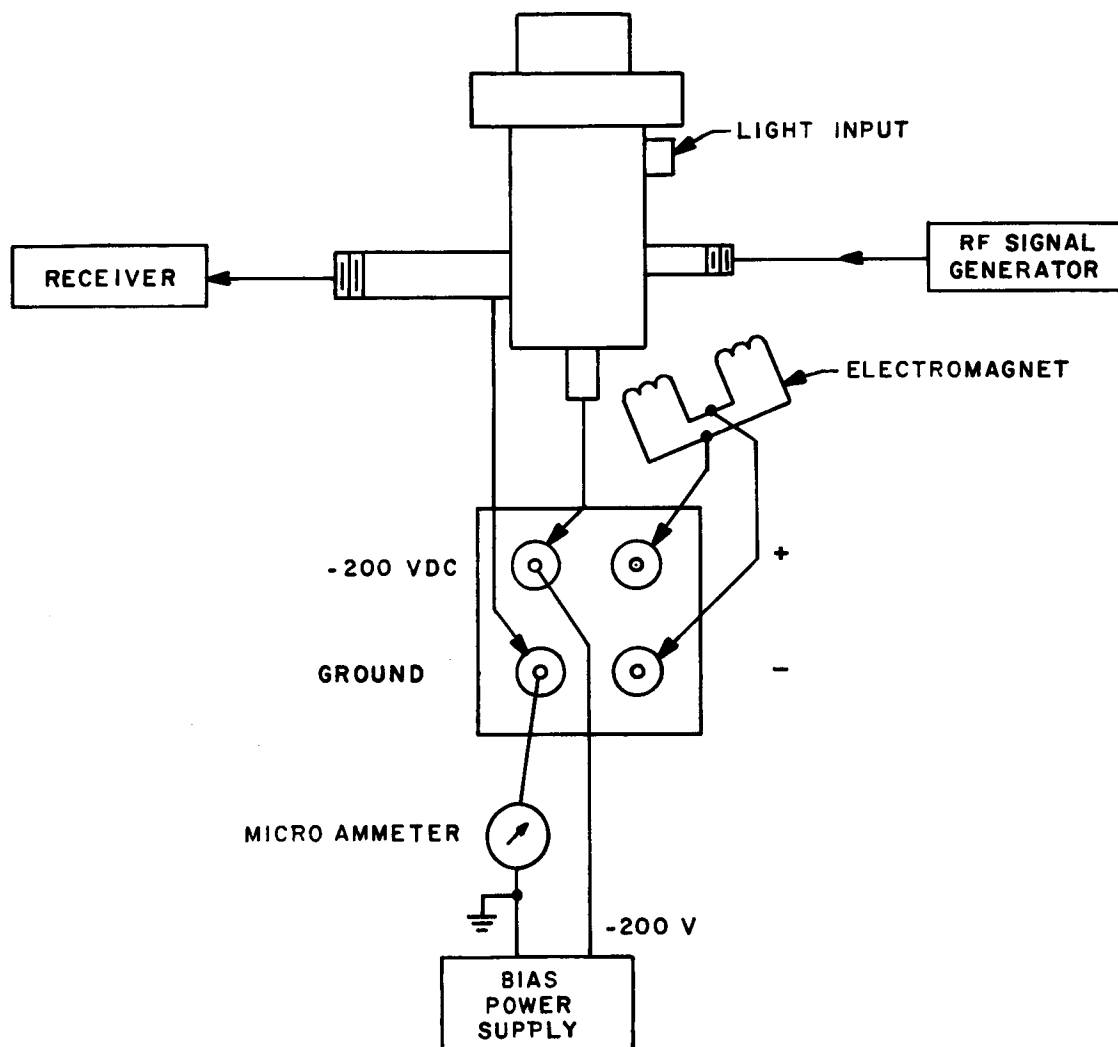 LIGHT INPUT
RECEIVER
RF SIGNAL
GENERATOR
ELECTROMAGNET
-200 VDC
+
GROUND
-
MICRO AMMETER
-200 V
BIAS
POWER
SUPPLY